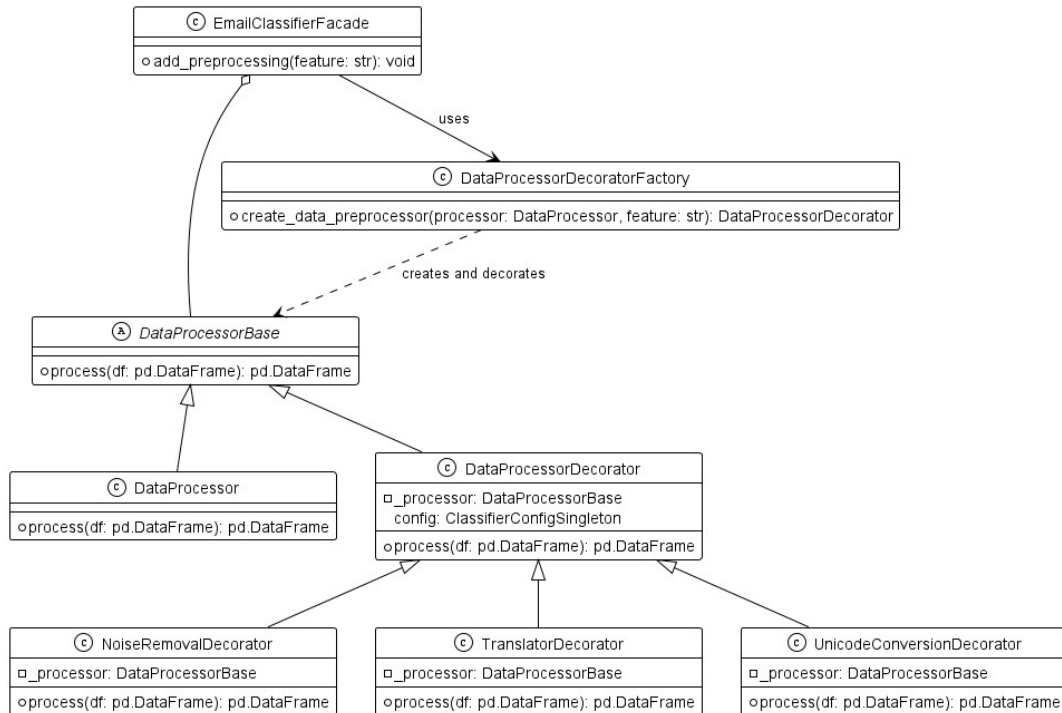 C EmailClassifierFacade
add_preprocessing(feature: str): void
uses
C DataProcessorDecoratorFactory
create_data_preprocessor(processor: DataProcessor, feature: str): DataProcessorDecorator
creates and decorates
A DataProcessorBase
process(df: pd.DataFrame): pd.DataFrame
C DataProcessor
process(df: pd.DataFrame): pd.DataFrame
C DataProcessorDecorator
_processor: DataProcessorBase
config: ClassifierConfigSingleton
process(df: pd.DataFrame): pd.DataFrame
C NoiseRemovalDecorator
_processor: DataProcessorBase
process(df: pd.DataFrame): pd.DataFrame
C TranslatorDecorator
_processor: DataProcessorBase
process(df: pd.DataFrame): pd.DataFrame
C UnicodeConversionDecorator
_processor: DataProcessorBase
process(df: pd.DataFrame): pd.DataFrame